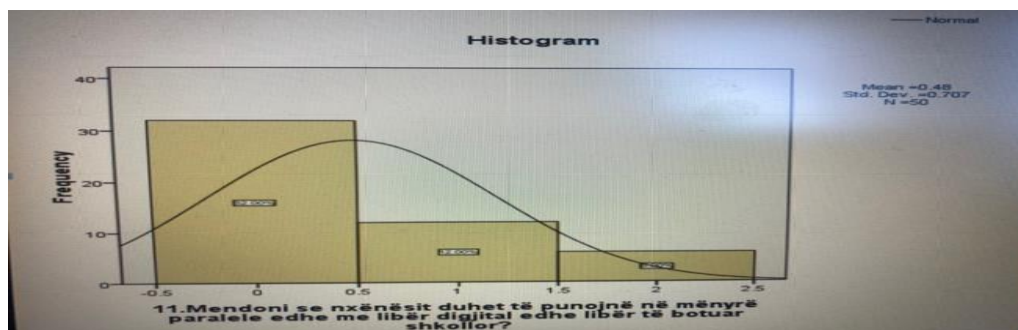 Normal
Histogram
Mean =0.48
Std. Dev. =0.707
N =50
40
30
20
10
0
Frequency
-0.5
0
0.5
1
1.5
2
2.5
11.Mendoni se nxënësit duhet të punojnë në mënyrë
paralele edhe me libër digjital edhe libër të botuar
shkollor?